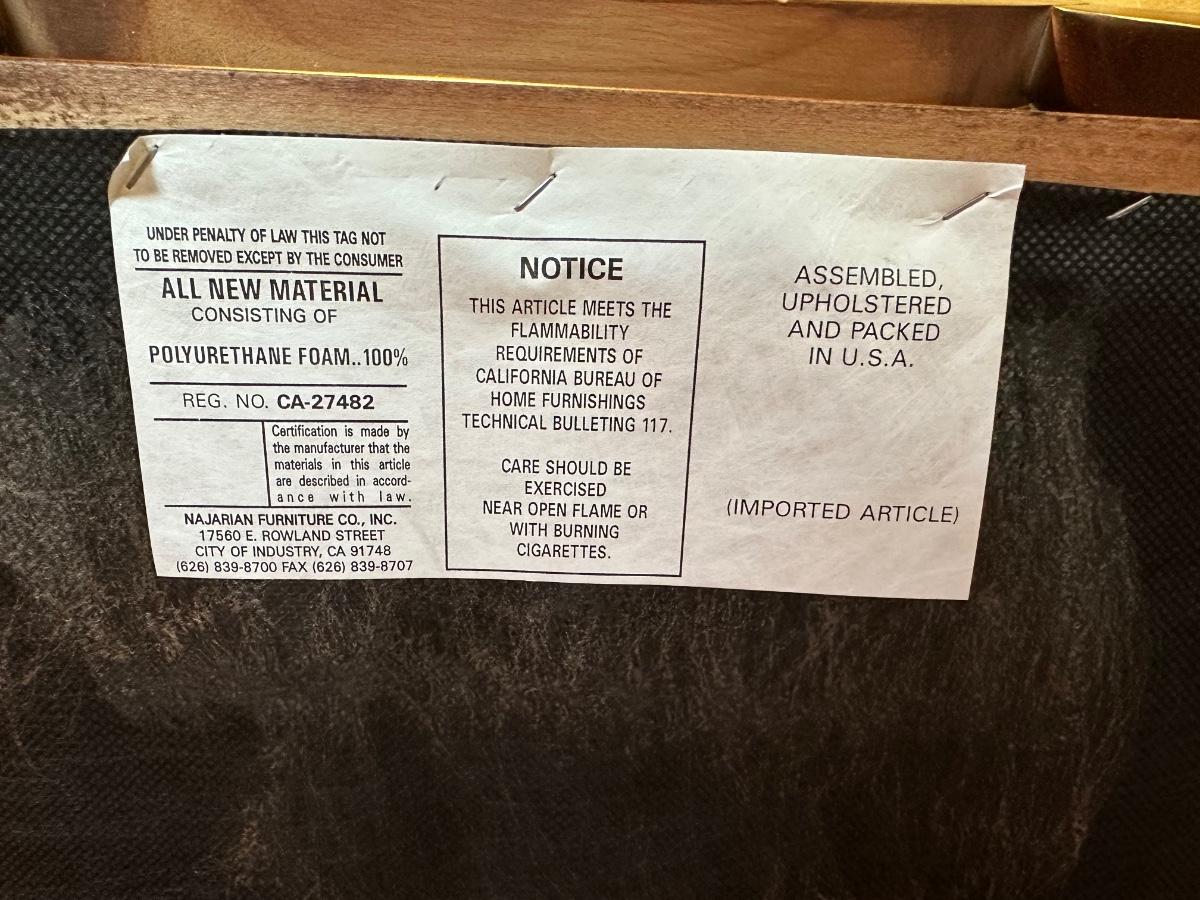 UNDER PENALTY OF LAW THIS TAG NOT
TO BE REMOVED EXCEPT BY THE CONSUMER
ALL NEW MATERIAL
CONSISTING OF
POLYURETHANE FOAM..100%
REG. NO. CA-27482
Certification is made by
the manufacturer that the
materials in this article
are described in accord-
ance with law.
NAJARIAN FURNITURE CO., INC.
17560 E. ROWLAND STREET
CITY OF INDUSTRY, CA 91748
(626) 839-8700 FAX (626) 839-8707
NOTICE
THIS ARTICLE MEETS THE
FLAMMABILITY
REQUIREMENTS OF
CALIFORNIA BUREAU OF
HOME FURNISHINGS
TECHNICAL BULLETING 117.
CARE SHOULD BE
EXERCISED
NEAR OPEN FLAME OR
WITH BURNING
CIGARETTES.
ASSEMBLED,
UPHOLSTERED
AND PACKED
IN U.S.A.
(IMPORTED ARTICLE)